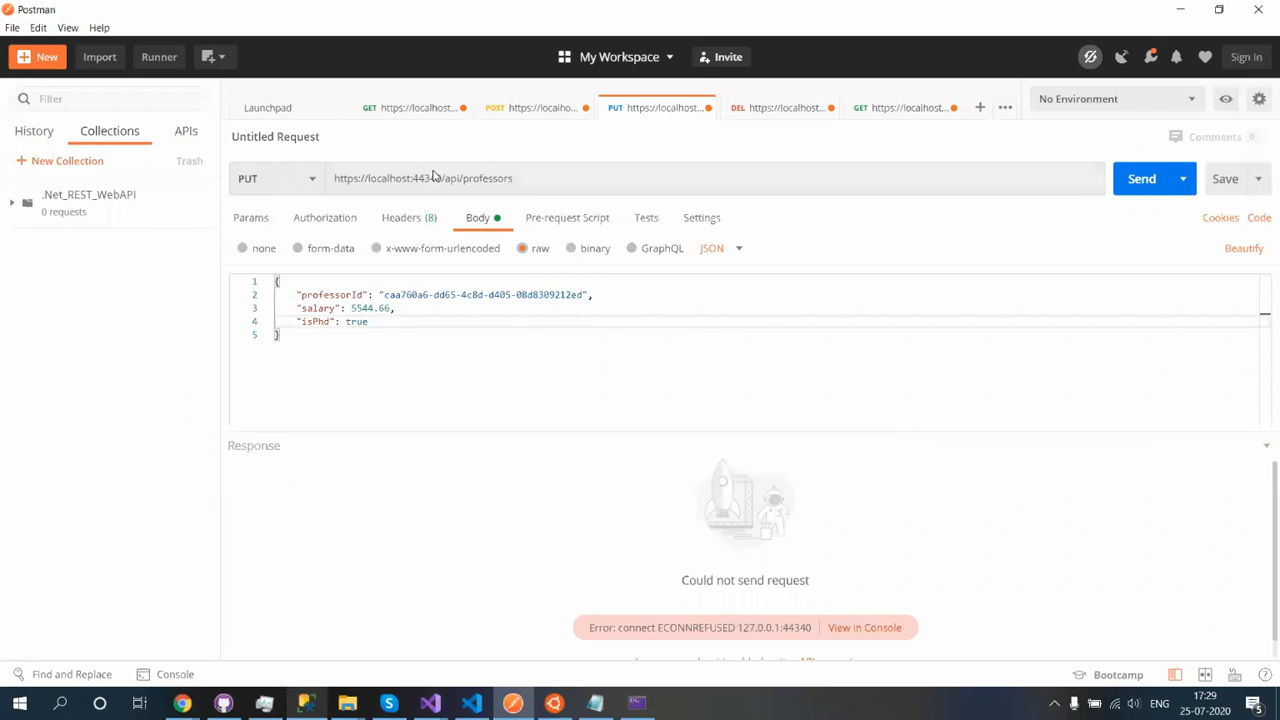 Postman
File Edit View Help
New Import Runner My Workspace Invite Sign In
Filter
Launchpad GET https://localhost... POST https://localho... PUT https://localhost... DEL https://localhost... GET https://localhost... No Environment
History Collections APIs
Untitled Request Comments 0
New Collection Trash
PUT Send Save
.Net_REST_WebAPI
0 requests
Params Authorization Headers (8) Body Pre-request Script Tests Settings Cookies Code
none form-data x-www-form-urlencoded raw binary GraphQL JSON Beautify
1 {
2 "professorId": "caa760a6-dd65-4c8d-d405-08d8309212ed",
3 "salary": 5544.66,
4 "isPhd": true
5 }
Response
Could not send request
Error: connect ECONNREFUSED 127.0.0.1:44340 View in Console
Find and Replace Console Bootcamp
ENG 17:29
25-07-2020 5